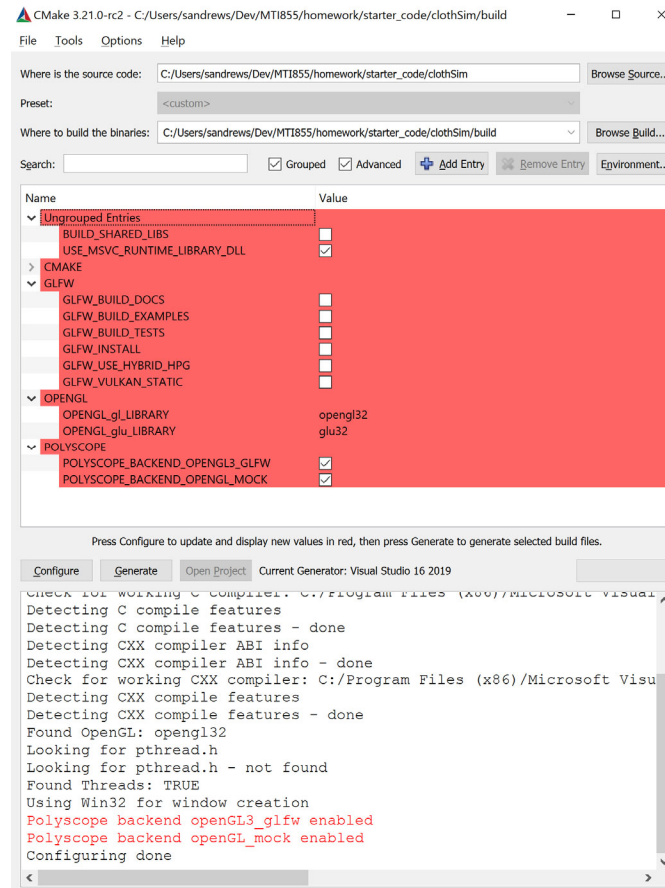 CMake 3.21.0-rc2 - C:/Users/sandrews/Dev/MTI855/homework/starter_code/clothSim/build
File Tools Options Help
Where is the source code: C:/Users/sandrews/Dev/MTI855/homework/starter_code/clothSim Browse Source...
Preset: <custom>
Where to build the binaries: C:/Users/sandrews/Dev/MTI855/homework/starter_code/clothSim/build Browse Build...
Search: Grouped Advanced Add Entry Remove Entry Environment...
Name Value
Ungrouped Entries
BUILD_SHARED_LIBS
USE_MSVC_RUNTIME_LIBRARY_DLL
CMAKE
GLFW
GLFW_BUILD_DOCS
GLFW_BUILD_EXAMPLES
GLFW_BUILD_TESTS
GLFW_INSTALL
GLFW_USE_HYBRID_HPG
GLFW_VULKAN_STATIC
OPENGL
OPENGL_gl_LIBRARY opengl32
OPENGL_glu_LIBRARY glu32
POLYSCOPE
POLYSCOPE_BACKEND_OPENGL3_GLFW
POLYSCOPE_BACKEND_OPENGL_MOCK
Press Configure to update and display new values in red, then press Generate to generate selected build files.
Configure Generate Open Project Current Generator: Visual Studio 16 2019
Check for working C compiler: C:/Program Files (x86)/Microsoft Visual
Detecting C compile features
Detecting C compile features - done
Detecting CXX compiler ABI info
Detecting CXX compiler ABI info - done
Check for working CXX compiler: C:/Program Files (x86)/Microsoft Visu
Detecting CXX compile features
Detecting CXX compile features - done
Found OpenGL: opengl32
Looking for pthread.h
Looking for pthread.h - not found
Found Threads: TRUE
Using Win32 for window creation
Polyscope backend openGL3_glfw enabled
Polyscope backend openGL_mock enabled
Configuring done